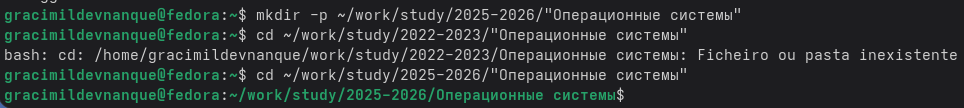 gracimildevnanque@fedora:~$ mkdir -p ~/work/study/2025-2026/"Операционные системы"
gracimildevnanque@fedora:~$ cd ~/work/study/2022-2023/"Операционные системы"
bash: cd: /home/gracimildevnanque/work/study/2022-2023/Операционные системы: Ficheiro ou pasta inexistente
gracimildevnanque@fedora:~$ cd ~/work/study/2025-2026/"Операционные системы"
gracimildevnanque@fedora:~/work/study/2025-2026/Операционные системы$